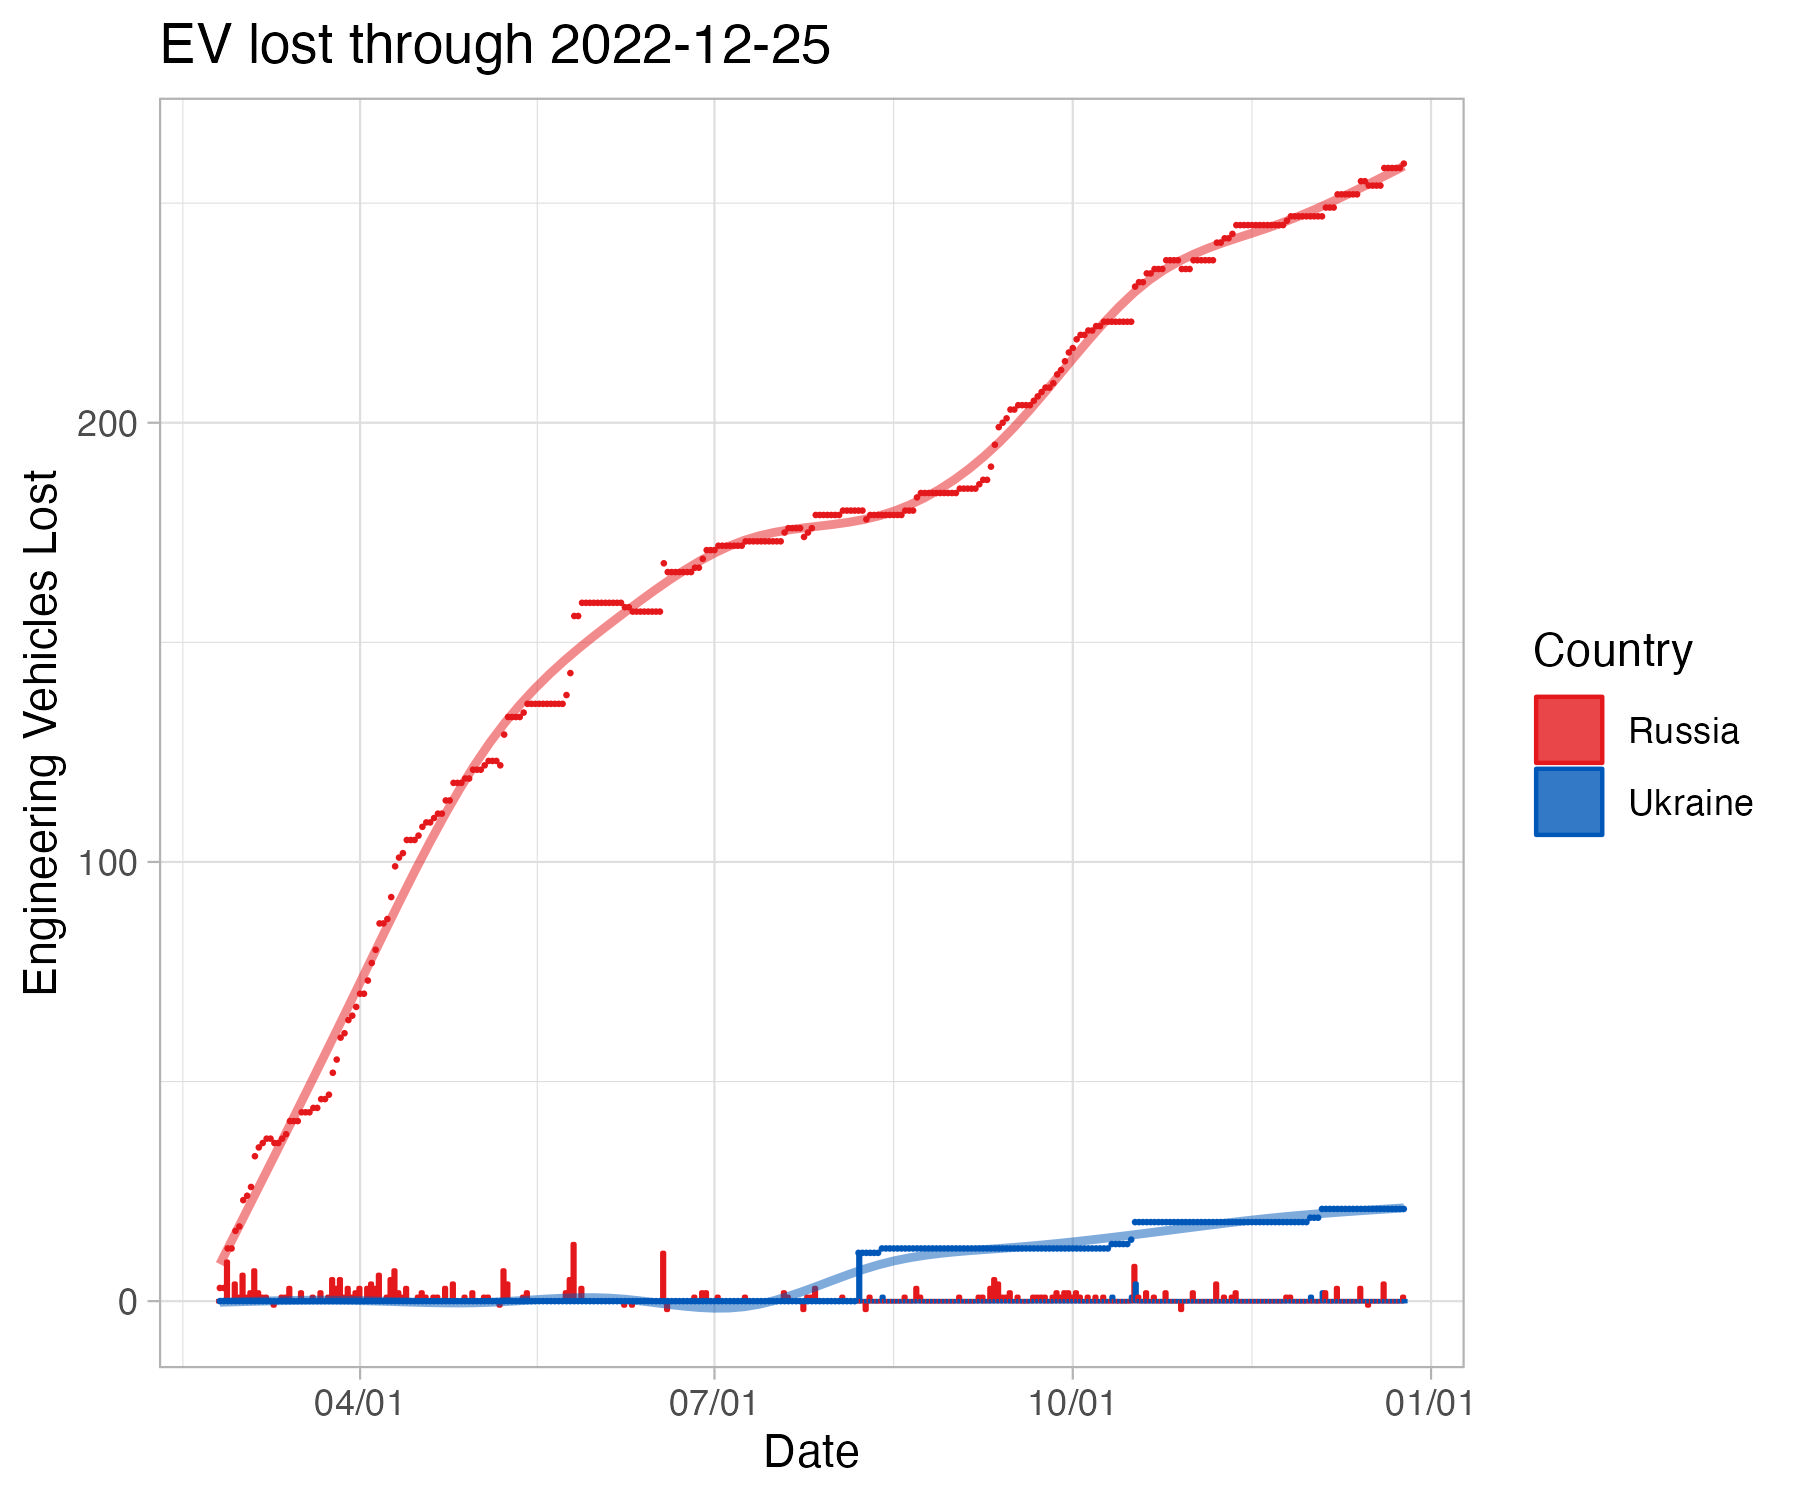 EV lost through 2022-12-25
Engineering Vehicles Lost
200
100
0
04/01
07/01
10/01
01/01
Date
Country
Russia
Ukraine